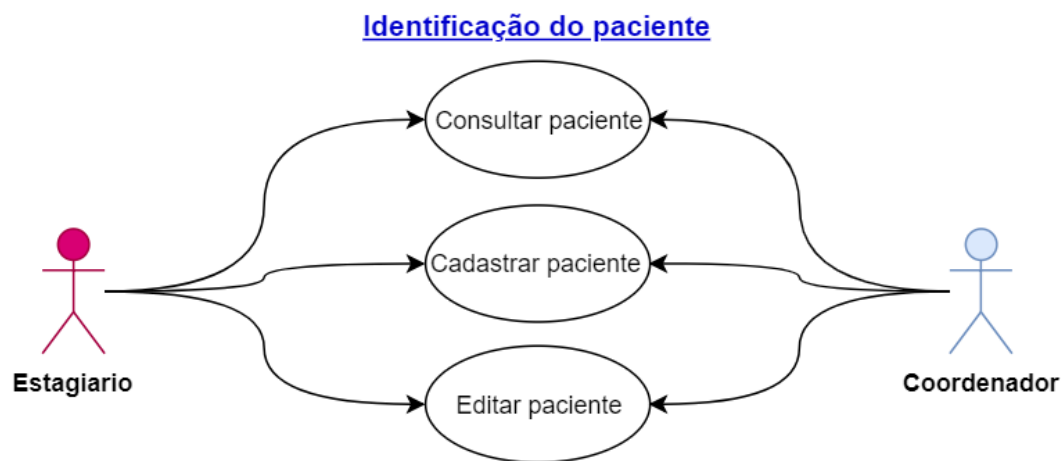 Identificação do paciente
Consultar paciente
Cadastrar paciente
Editar paciente
Estagiario
Coordenador